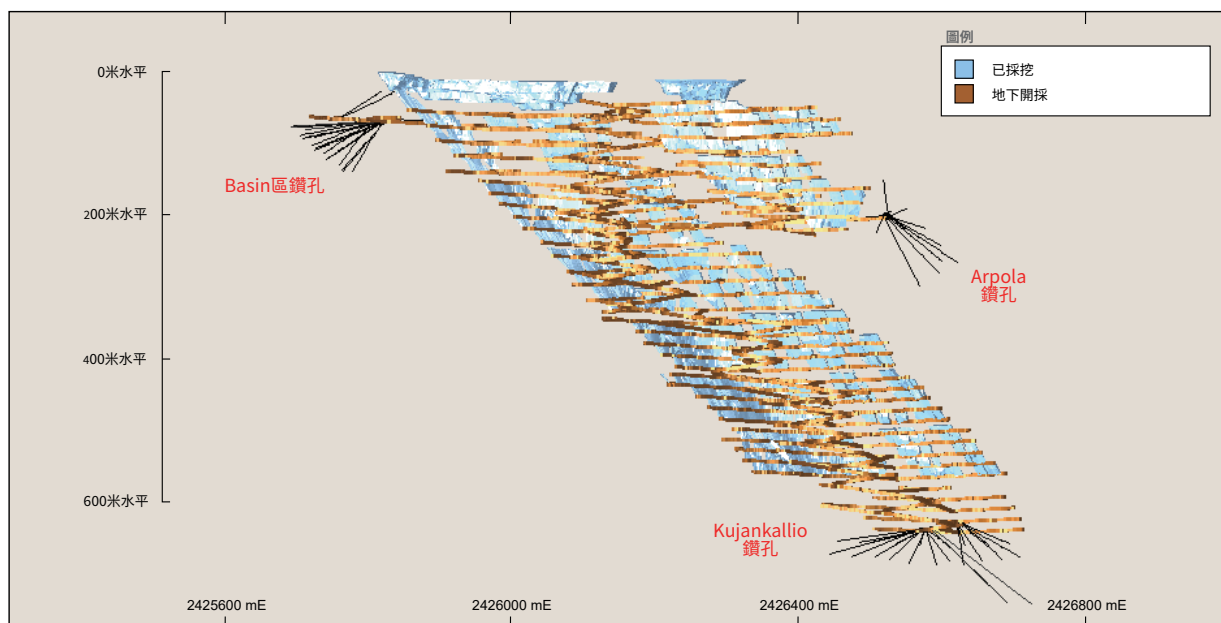 圖例
已採挖
地下開採
0米水平
Basin區鑽孔
200米水平
Arpola
鑽孔
400米水平
600米水平
Kujankallio
鑽孔
2425600 mE
2426000 mE
2426400 mE
2426800 mE